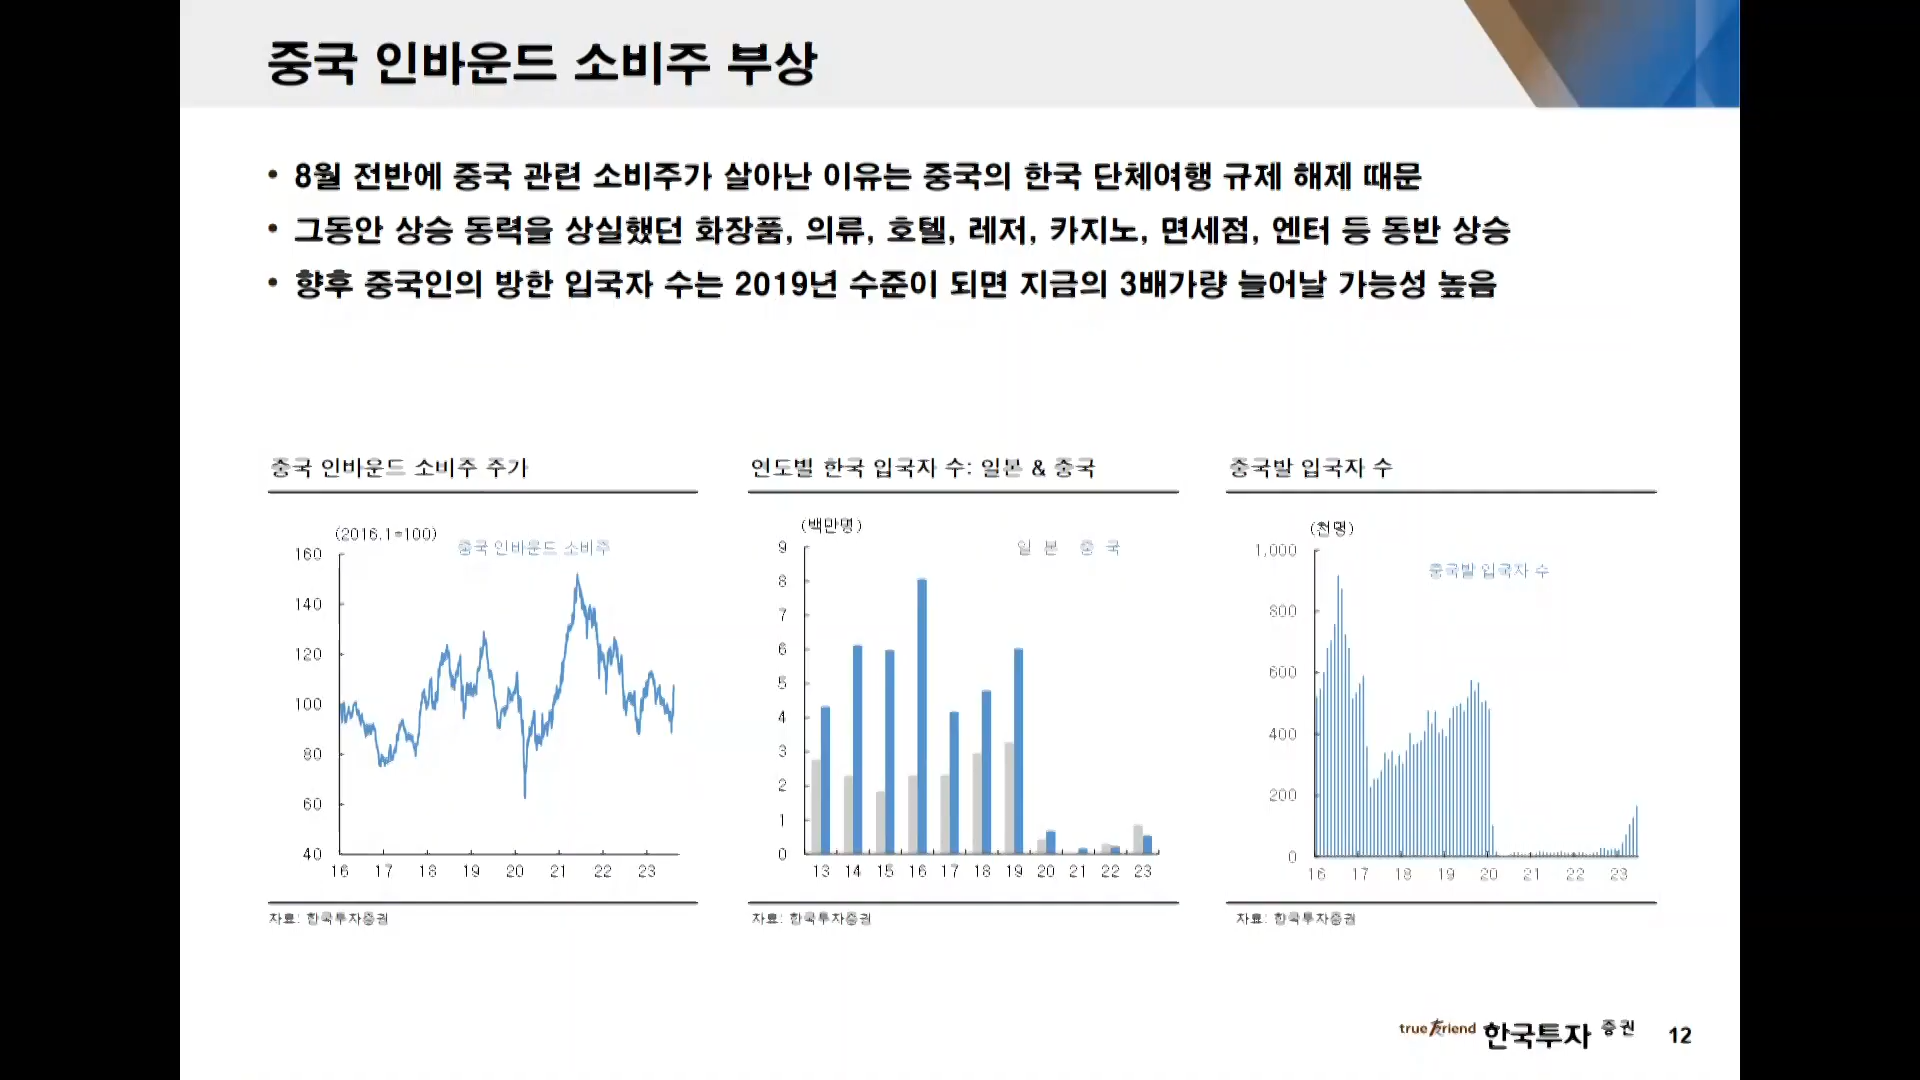 중국 인바운드 소비주 부상
• 8월 전반에 중국 관련 소비주가 살아난 이유는 중국의 한국 단체여행 규제 해제 때문
• 그동안 상승 동력을 상실했던 화장품, 의류, 호텔, 레저, 카지노, 면세점, 엔터 등 동반 상승
• 향후 중국인의 방한 입국자 수는 2019년 수준이 되면 지금의 3배가량 늘어날 가능성 높음
중국 인바운드 소비주 주가
(2016.1=100)
중국 인바운드 소비주
160
140
120
100
80
60
40
16 17 18 19 20 21 22 23
자료: 한국투자증권
연도별 한국 입국자 수: 일본 & 중국
(백만명)
일 본 중 국
9
8
7
6
5
4
3
2
1
0
13 14 15 16 17 18 19 20 21 22 23
자료: 한국투자증권
중국발 입국자 수
(천명)
중국발 입국자 수
1,000
800
600
400
200
0
16 17 18 19 20 21 22 23
자료: 한국투자증권
true友riend 한국투자 증권 12